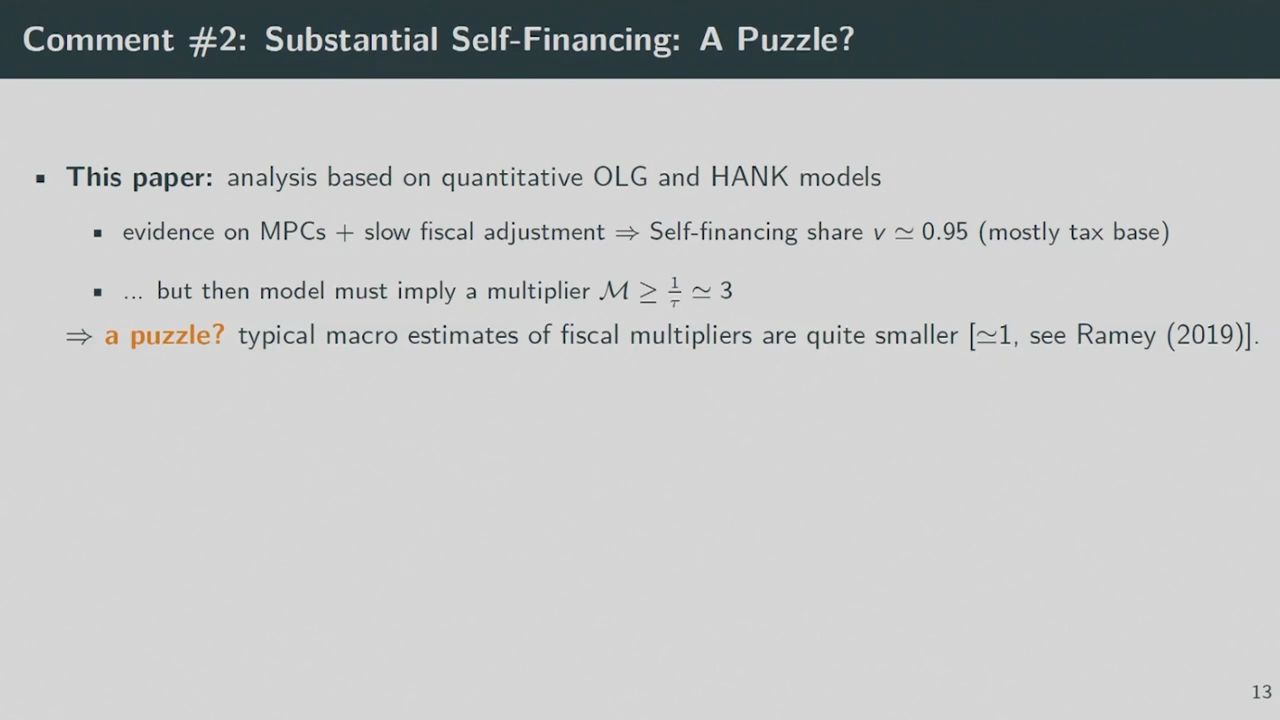 Comment #2: Substantial Self-Financing: A Puzzle?
▪ This paper: analysis based on quantitative OLG and HANK models
▪ evidence on MPCs + slow fiscal adjustment ⇒ Self-financing share ν ≃ 0.95 (mostly tax base)
▪ ... but then model must imply a multiplier ℳ ≥ 1/τ ≃ 3
⇒ a puzzle? typical macro estimates of fiscal multipliers are quite smaller [≃1, see Ramey (2019)].
13